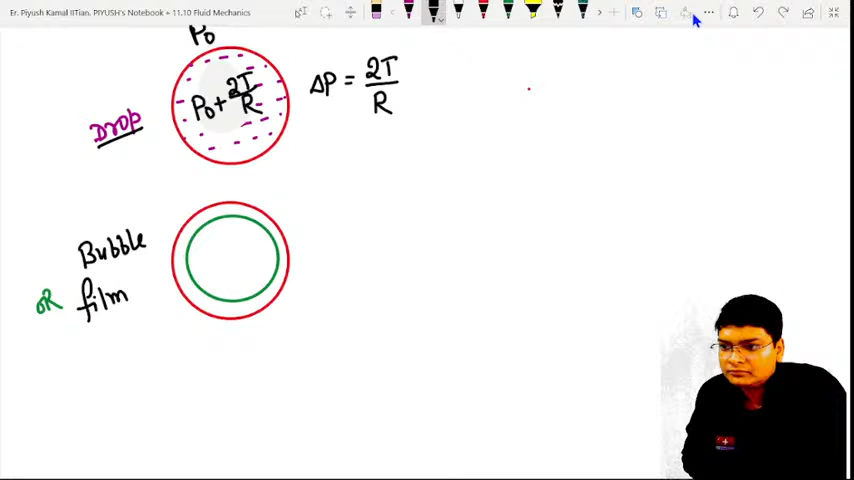 Er. Piyush Kamal IITian. PIYUSH's Notebook » 11.10 Fluid Mechanics
P₀
P₀ + 2T/R
ΔP = 2T/R
DROP
Bubble
OR film